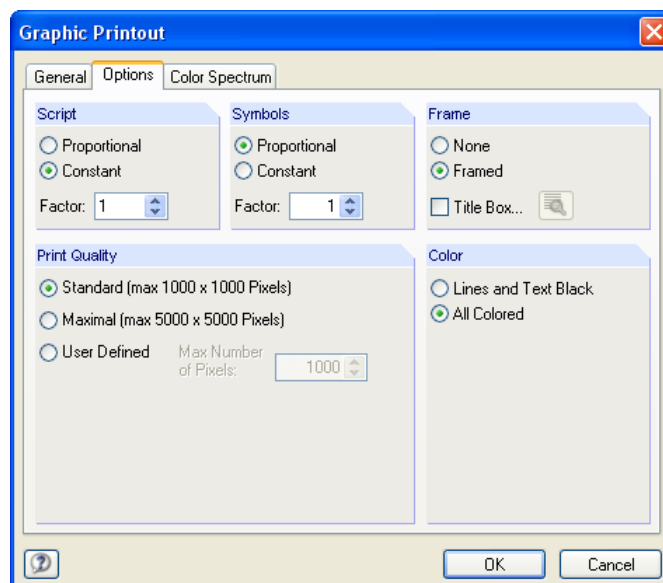 Graphic Printout
General Options Color Spectrum
Script
Proportional
Constant
Factor: 1
Symbols
Proportional
Constant
Factor: 1
Frame
None
Framed
Title Box...
Print Quality
Standard (max 1000 x 1000 Pixels)
Maximal (max 5000 x 5000 Pixels)
User Defined
Max Number
of Pixels: 1000
Color
Lines and Text Black
All Colored
? OK Cancel